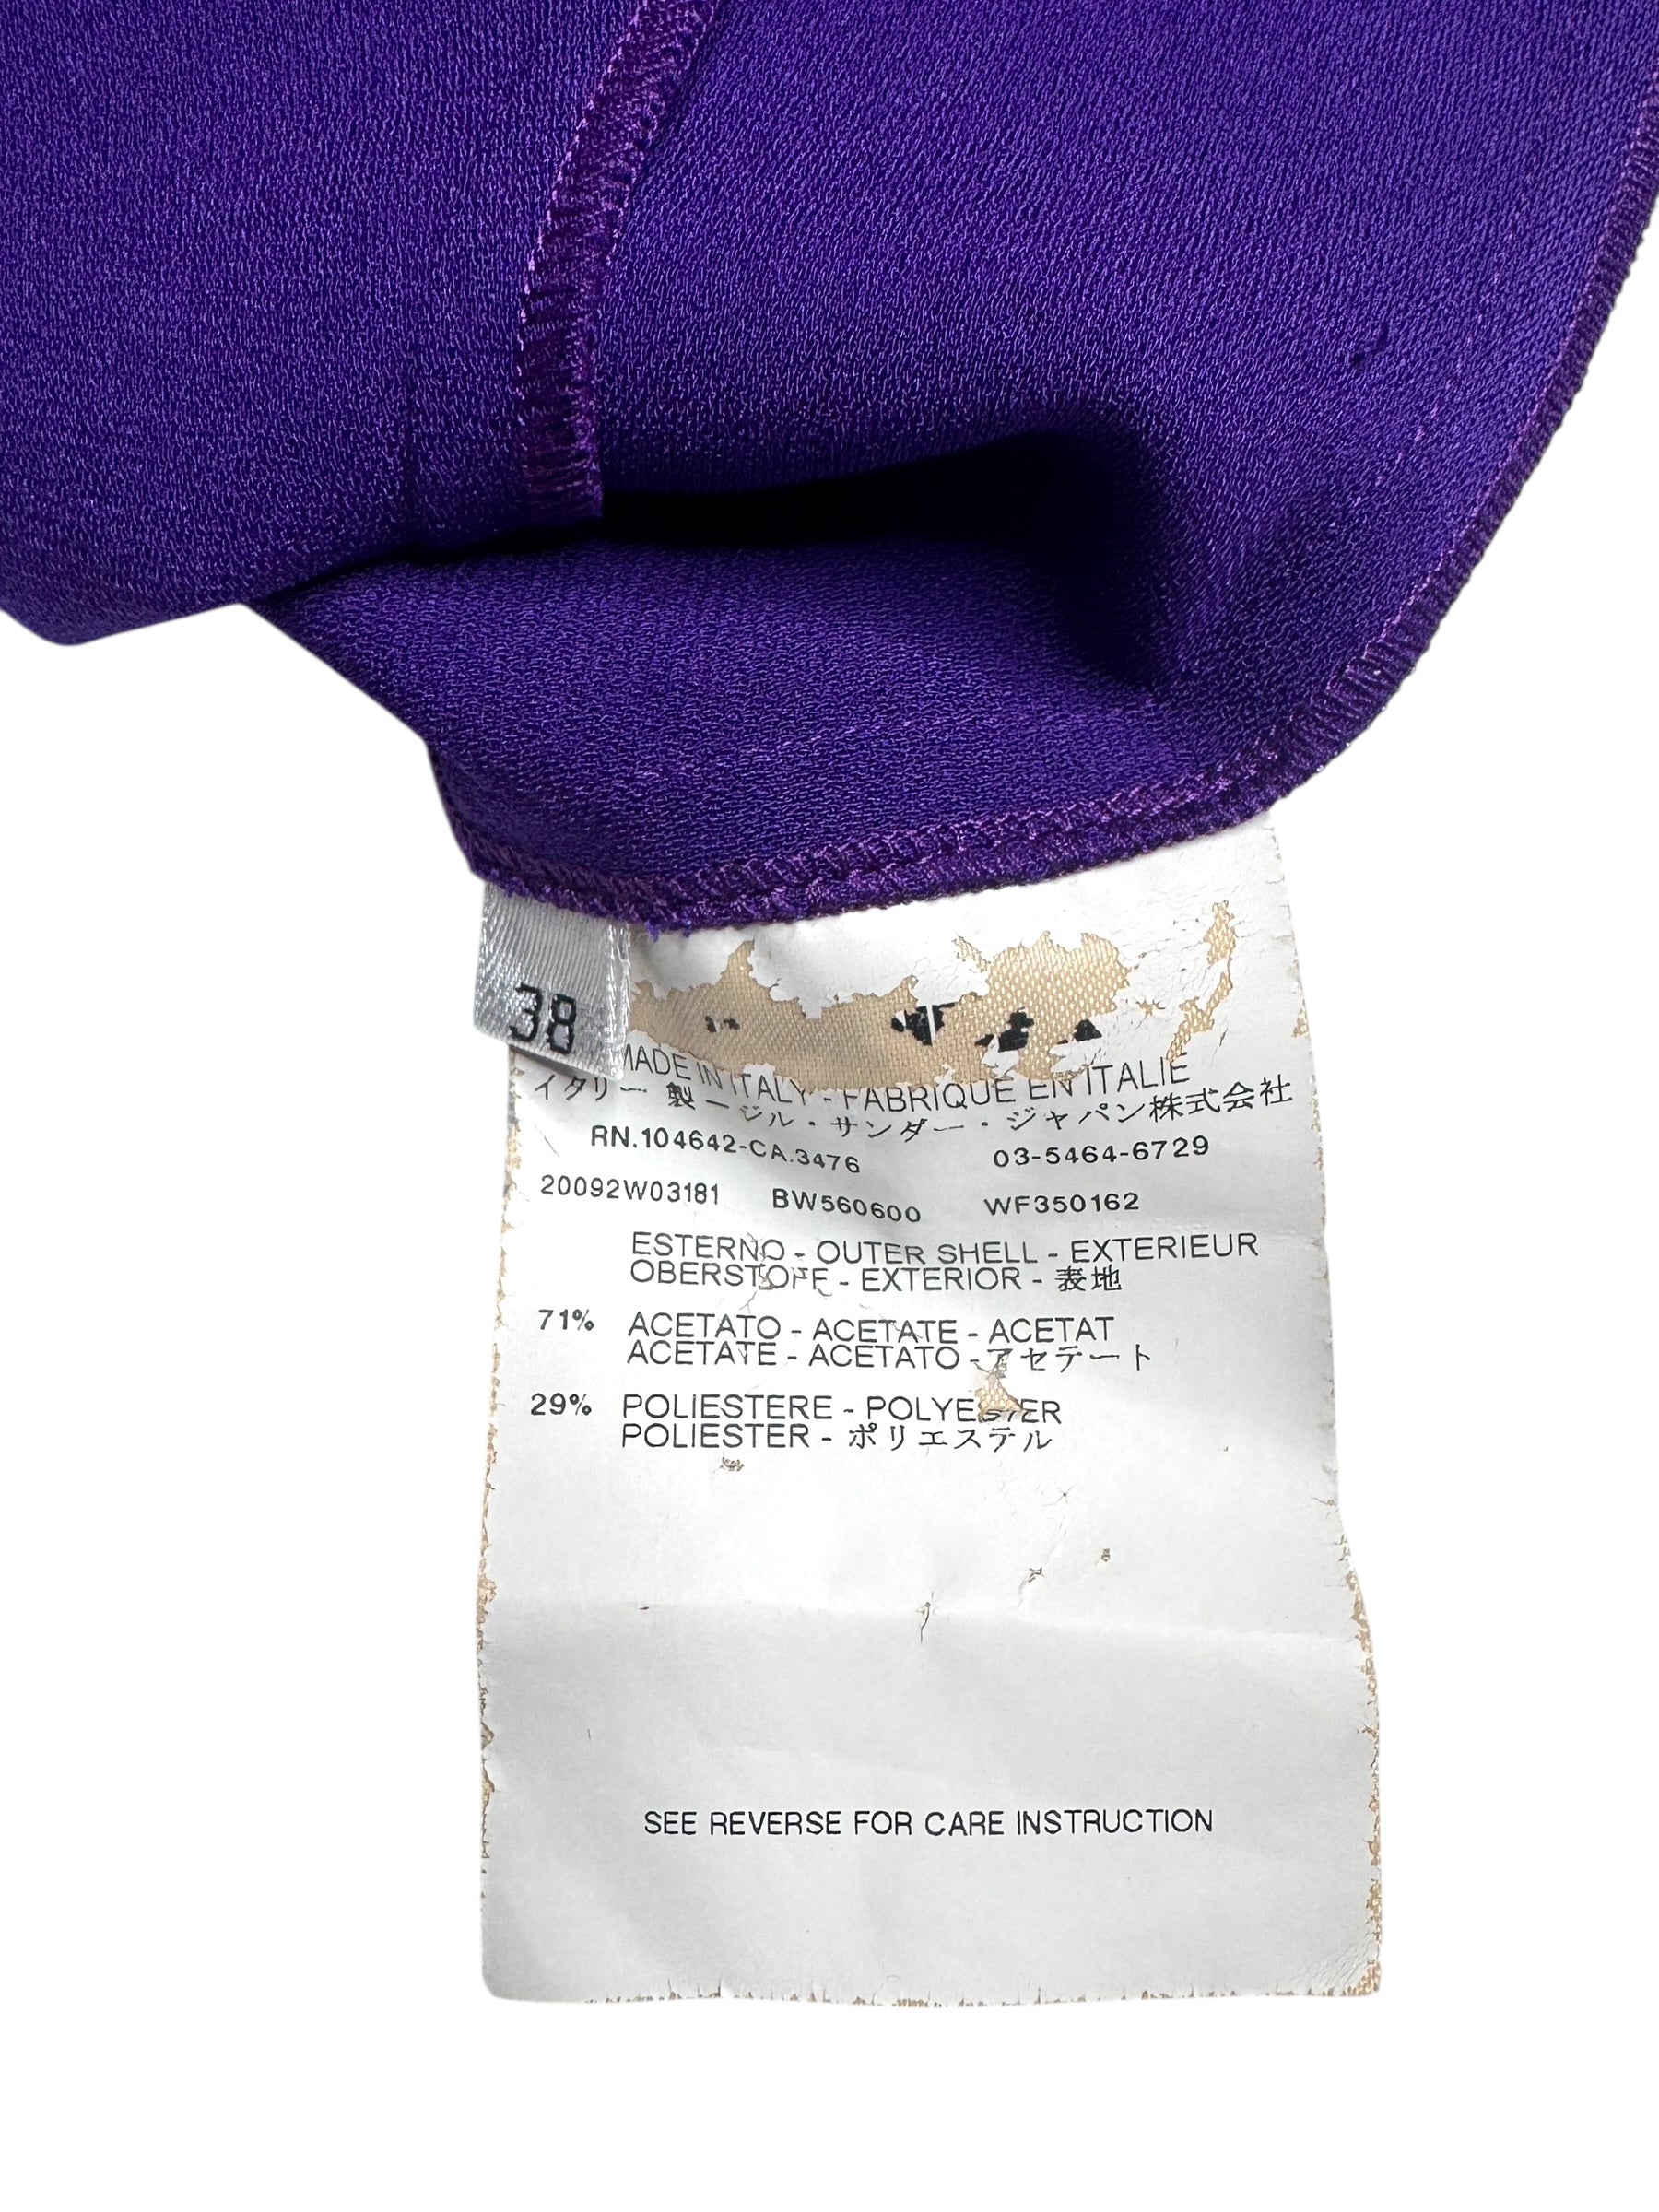 38
MADE IN ITALY - FABRIQUE EN ITALIE
イタリー 製 ージル・サンダー・ジャパン株式会社
RN.104642-CA.3476 03-5464-6729
20092W03181 BW560600 WF350162
ESTERNO - OUTER SHELL - EXTERIEUR
OBERSTOFF - EXTERIOR - 表地
71% ACETATO - ACETATE - ACETAT
ACETATE - ACETATO - アセテート
29% POLIESTERE - POLYESTER
POLIESTER - ポリエステル
SEE REVERSE FOR CARE INSTRUCTION